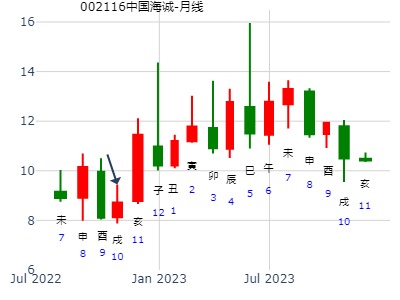 002116中国海诚-月线
16
14
12
10
8
6
未
7
申
8
酉
9
戌
10
亥
11
子
12
丑
1
寅
2
卯
3
辰
4
巳
5
午
6
未
7
申
8
酉
9
戌
10
亥
11
Jul 2022
Jan 2023
Jul 2023